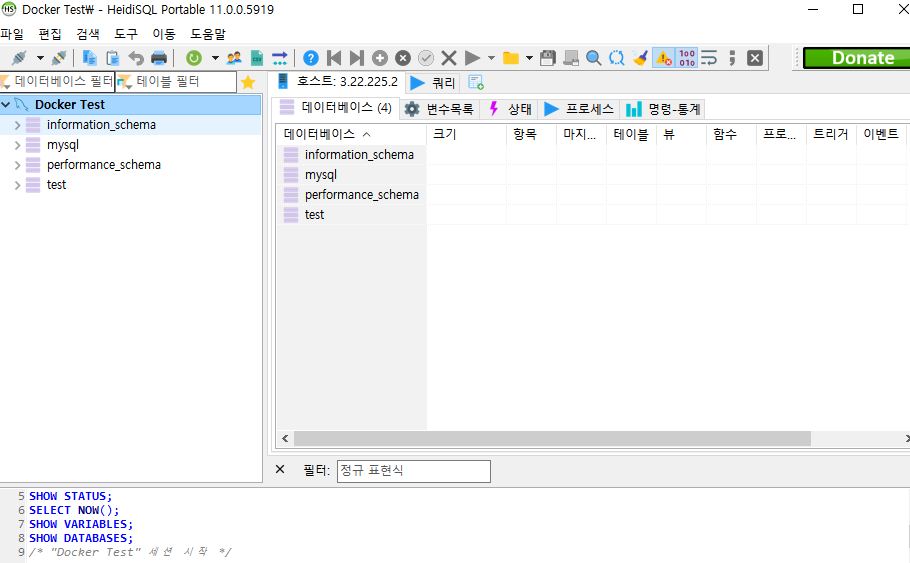 HS Docker Test₩ - HeidiSQL Portable 11.0.0.5919
파일 편집 검색 도구 이동 도움말
Donate
데이터베이스 필터 테이블 필터
호스트: 3.22.225.2 쿼리
Docker Test
information_schema
mysql
performance_schema
test
데이터베이스 (4) 변수목록 상태 프로세스 명령-통계
데이터베이스 크기 항목 마지... 테이블 뷰 함수 프로... 트리거 이벤트
information_schema
mysql
performance_schema
test
필터: 정규 표현식
5 SHOW STATUS;
6 SELECT NOW();
7 SHOW VARIABLES;
8 SHOW DATABASES;
9 /* "Docker Test" 세션 시작 */